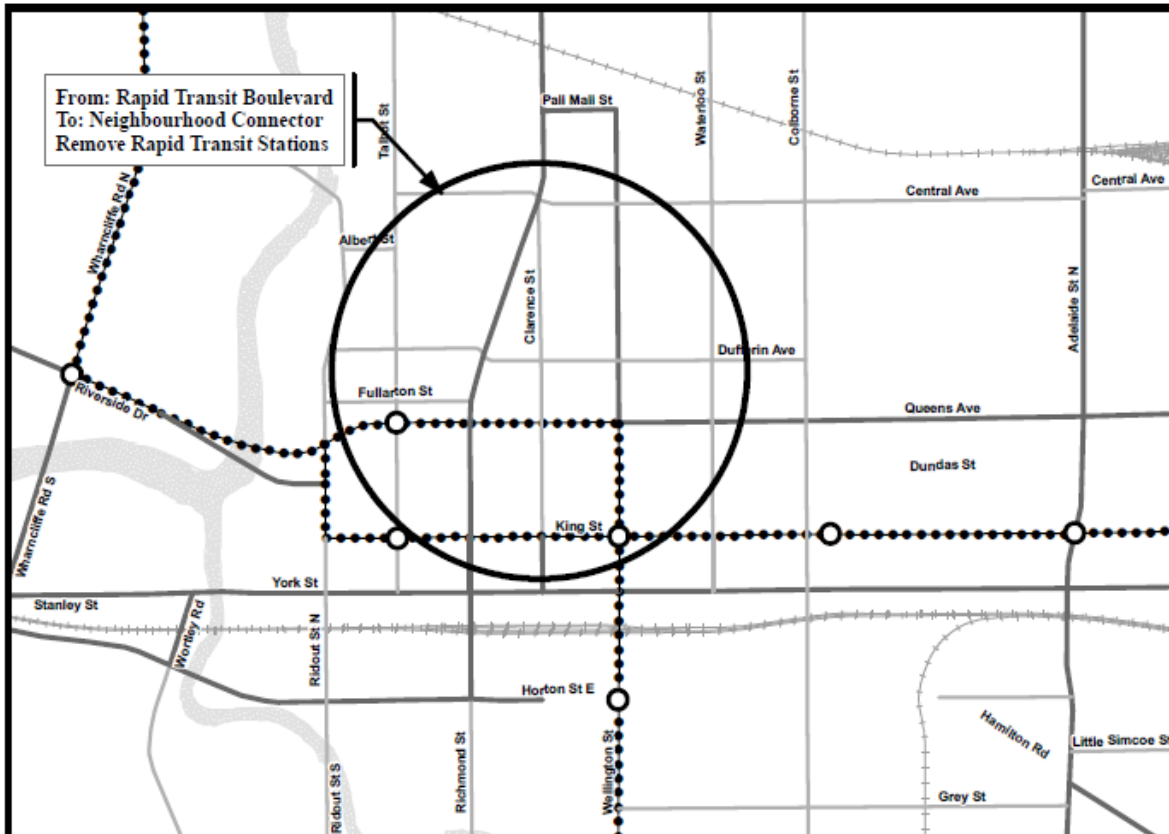 From: Rapid Transit Boulevard
To: Neighbourhood Connector
Remove Rapid Transit Stations
Pall Mall St
Talbot St
Waterloo St
Colborne St
Central Ave
Central Ave
Wharncliffe Rd N
Albert St
Clarence St
Adelaide St N
Dufferin Ave
Riverside Dr
Fullarton St
Queens Ave
Dundas St
Wharncliffe Rd S
King St
York St
Stanley St
Wortley Rd
Ridout St N
Horton St E
Hamilton Rd
Little Simcoe St
Richmond St
Wellington St
Ridout St S
Grey St